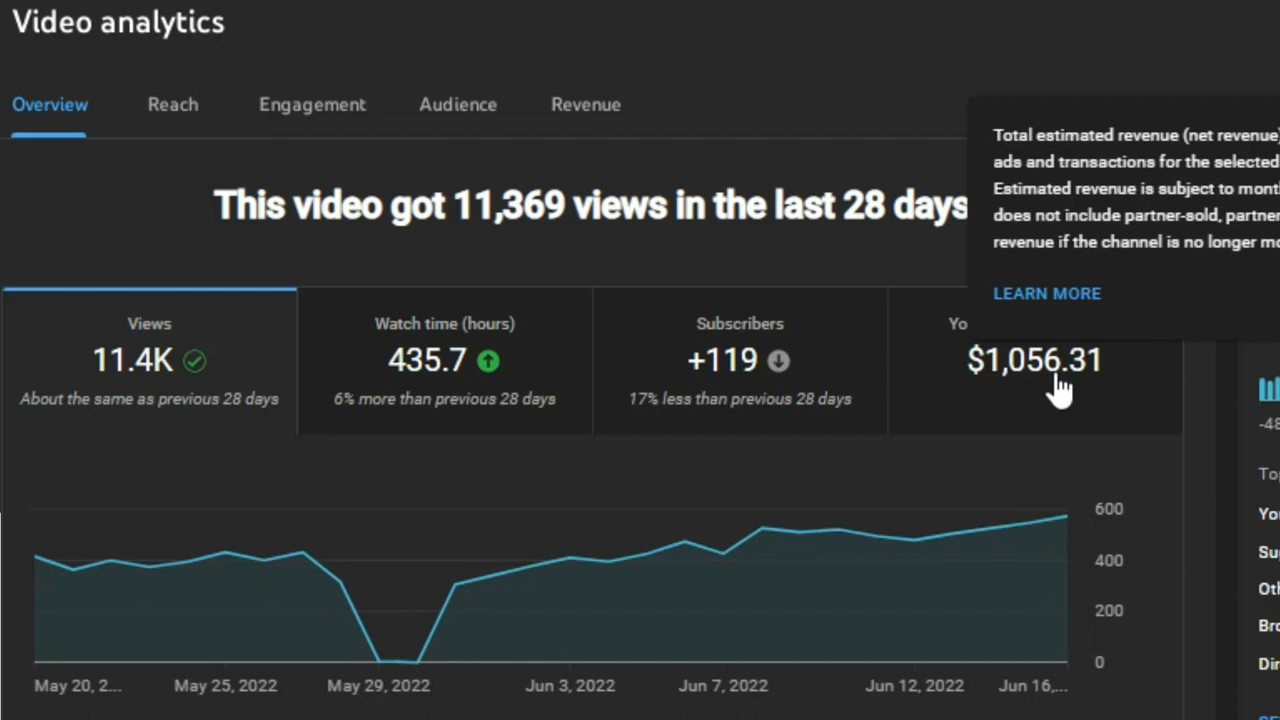 Video analytics
Overview Reach Engagement Audience Revenue
Total estimated revenue (net revenue)
ads and transactions for the selected
Estimated revenue is subject to mont
does not include partner-sold, partner
revenue if the channel is no longer mo
LEARN MORE
This video got 11,369 views in the last 28 days
Views
11.4K
About the same as previous 28 days
Watch time (hours)
435.7
6% more than previous 28 days
Subscribers
+119
17% less than previous 28 days
Yo
$1,056.31
600
400
200
0
May 20, 2... May 25, 2022 May 29, 2022 Jun 3, 2022 Jun 7, 2022 Jun 12, 2022 Jun 16,...
-48
Top
You
Su
Oth
Bro
Dir